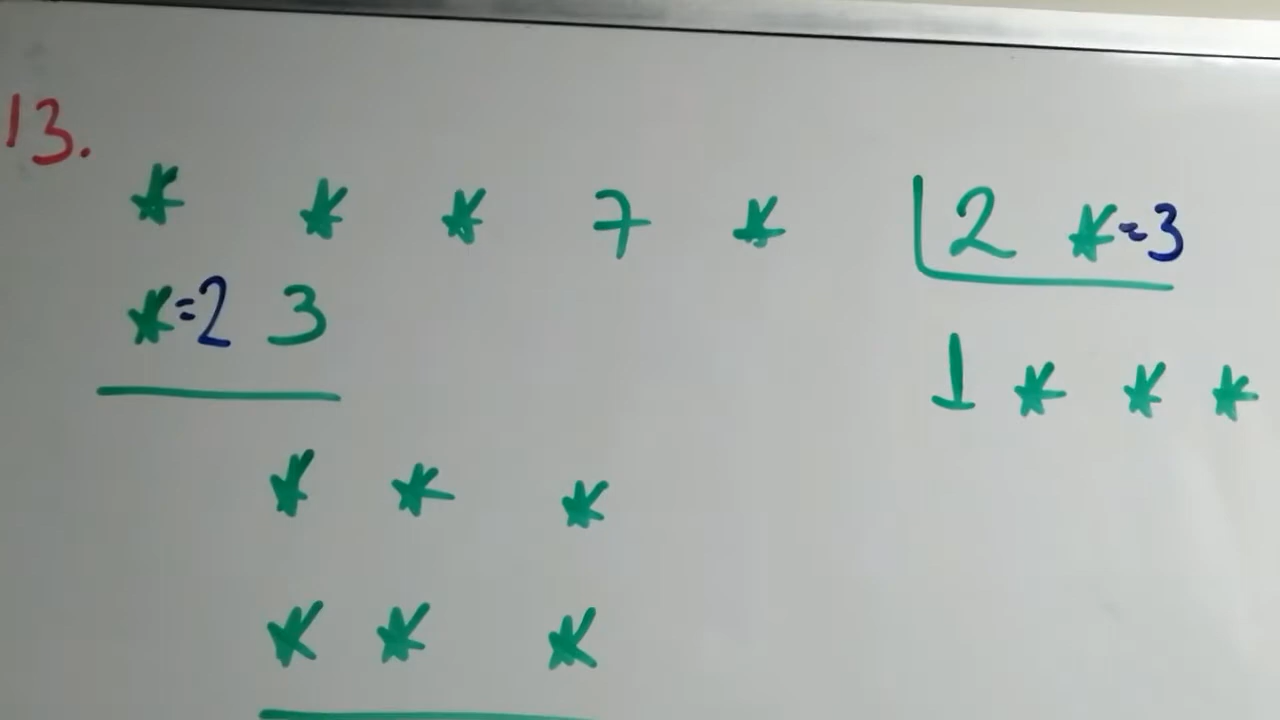 13.
* * * 7 * 2 *=3
*=2 3
1 * * *
* * *
* * *